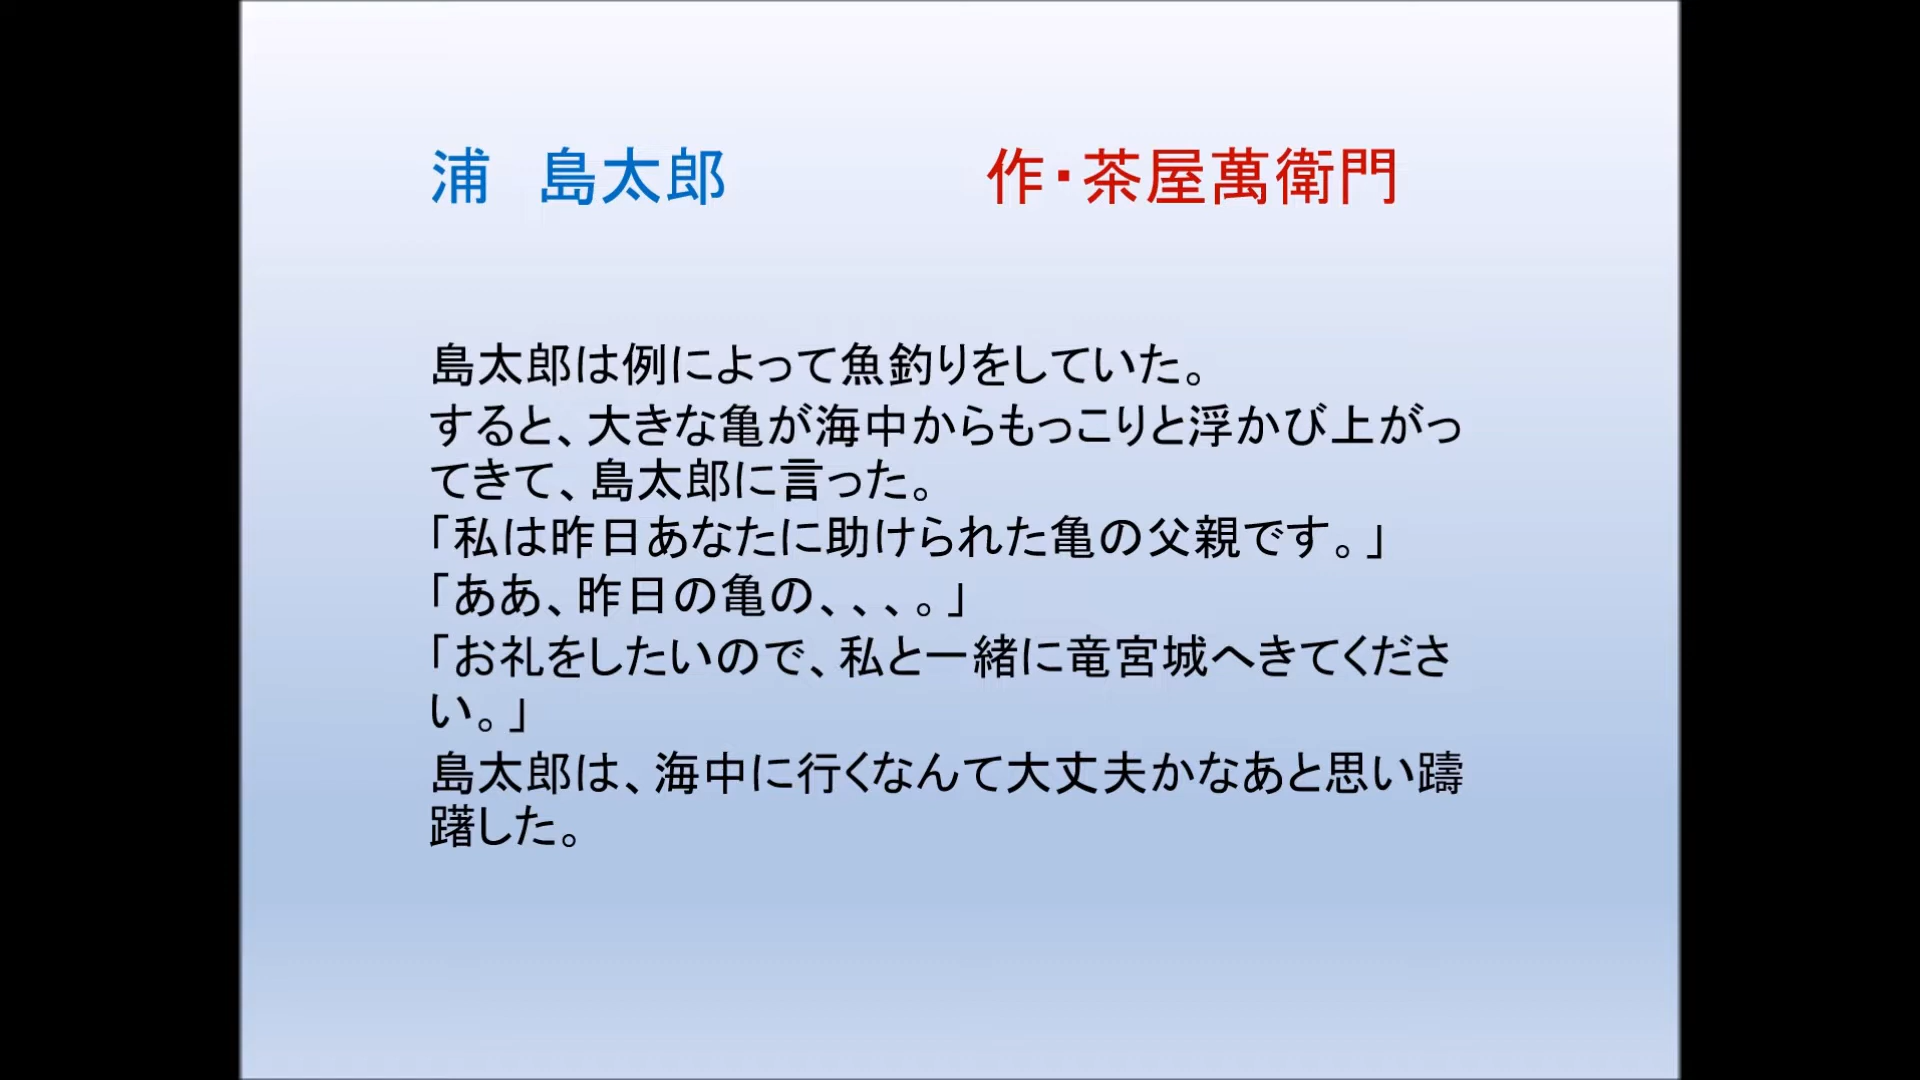 浦　島太郎　　　　作・茶屋萬衛門
島太郎は例によって魚釣りをしていた。
すると、大きな亀が海中からもっこりと浮かび上がっ
てきて、島太郎に言った。
「私は昨日あなたに助けられた亀の父親です。」
「ああ、昨日の亀の、、、。」
「お礼をしたいので、私と一緒に竜宮城へきてくださ
い。」
島太郎は、海中に行くなんて大丈夫かなあと思い躊
躇した。